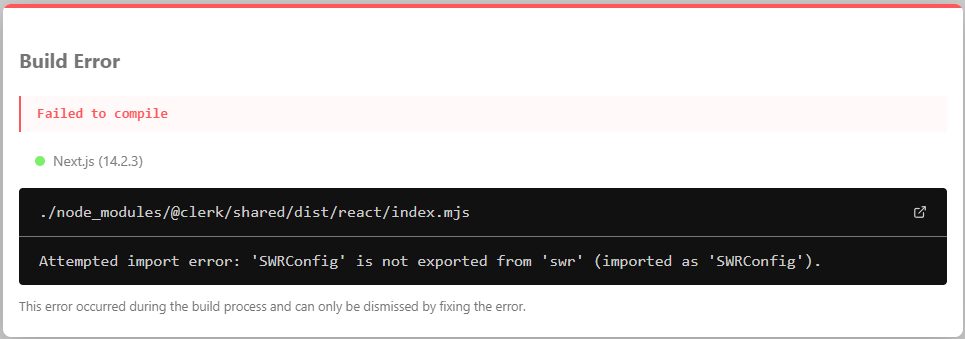 Build Error
Failed to compile
Next.js (14.2.3)
./node_modules/@clerk/shared/dist/react/index.mjs
Attempted import error: 'SWRConfig' is not exported from 'swr' (imported as 'SWRConfig').
This error occurred during the build process and can only be dismissed by fixing the error.